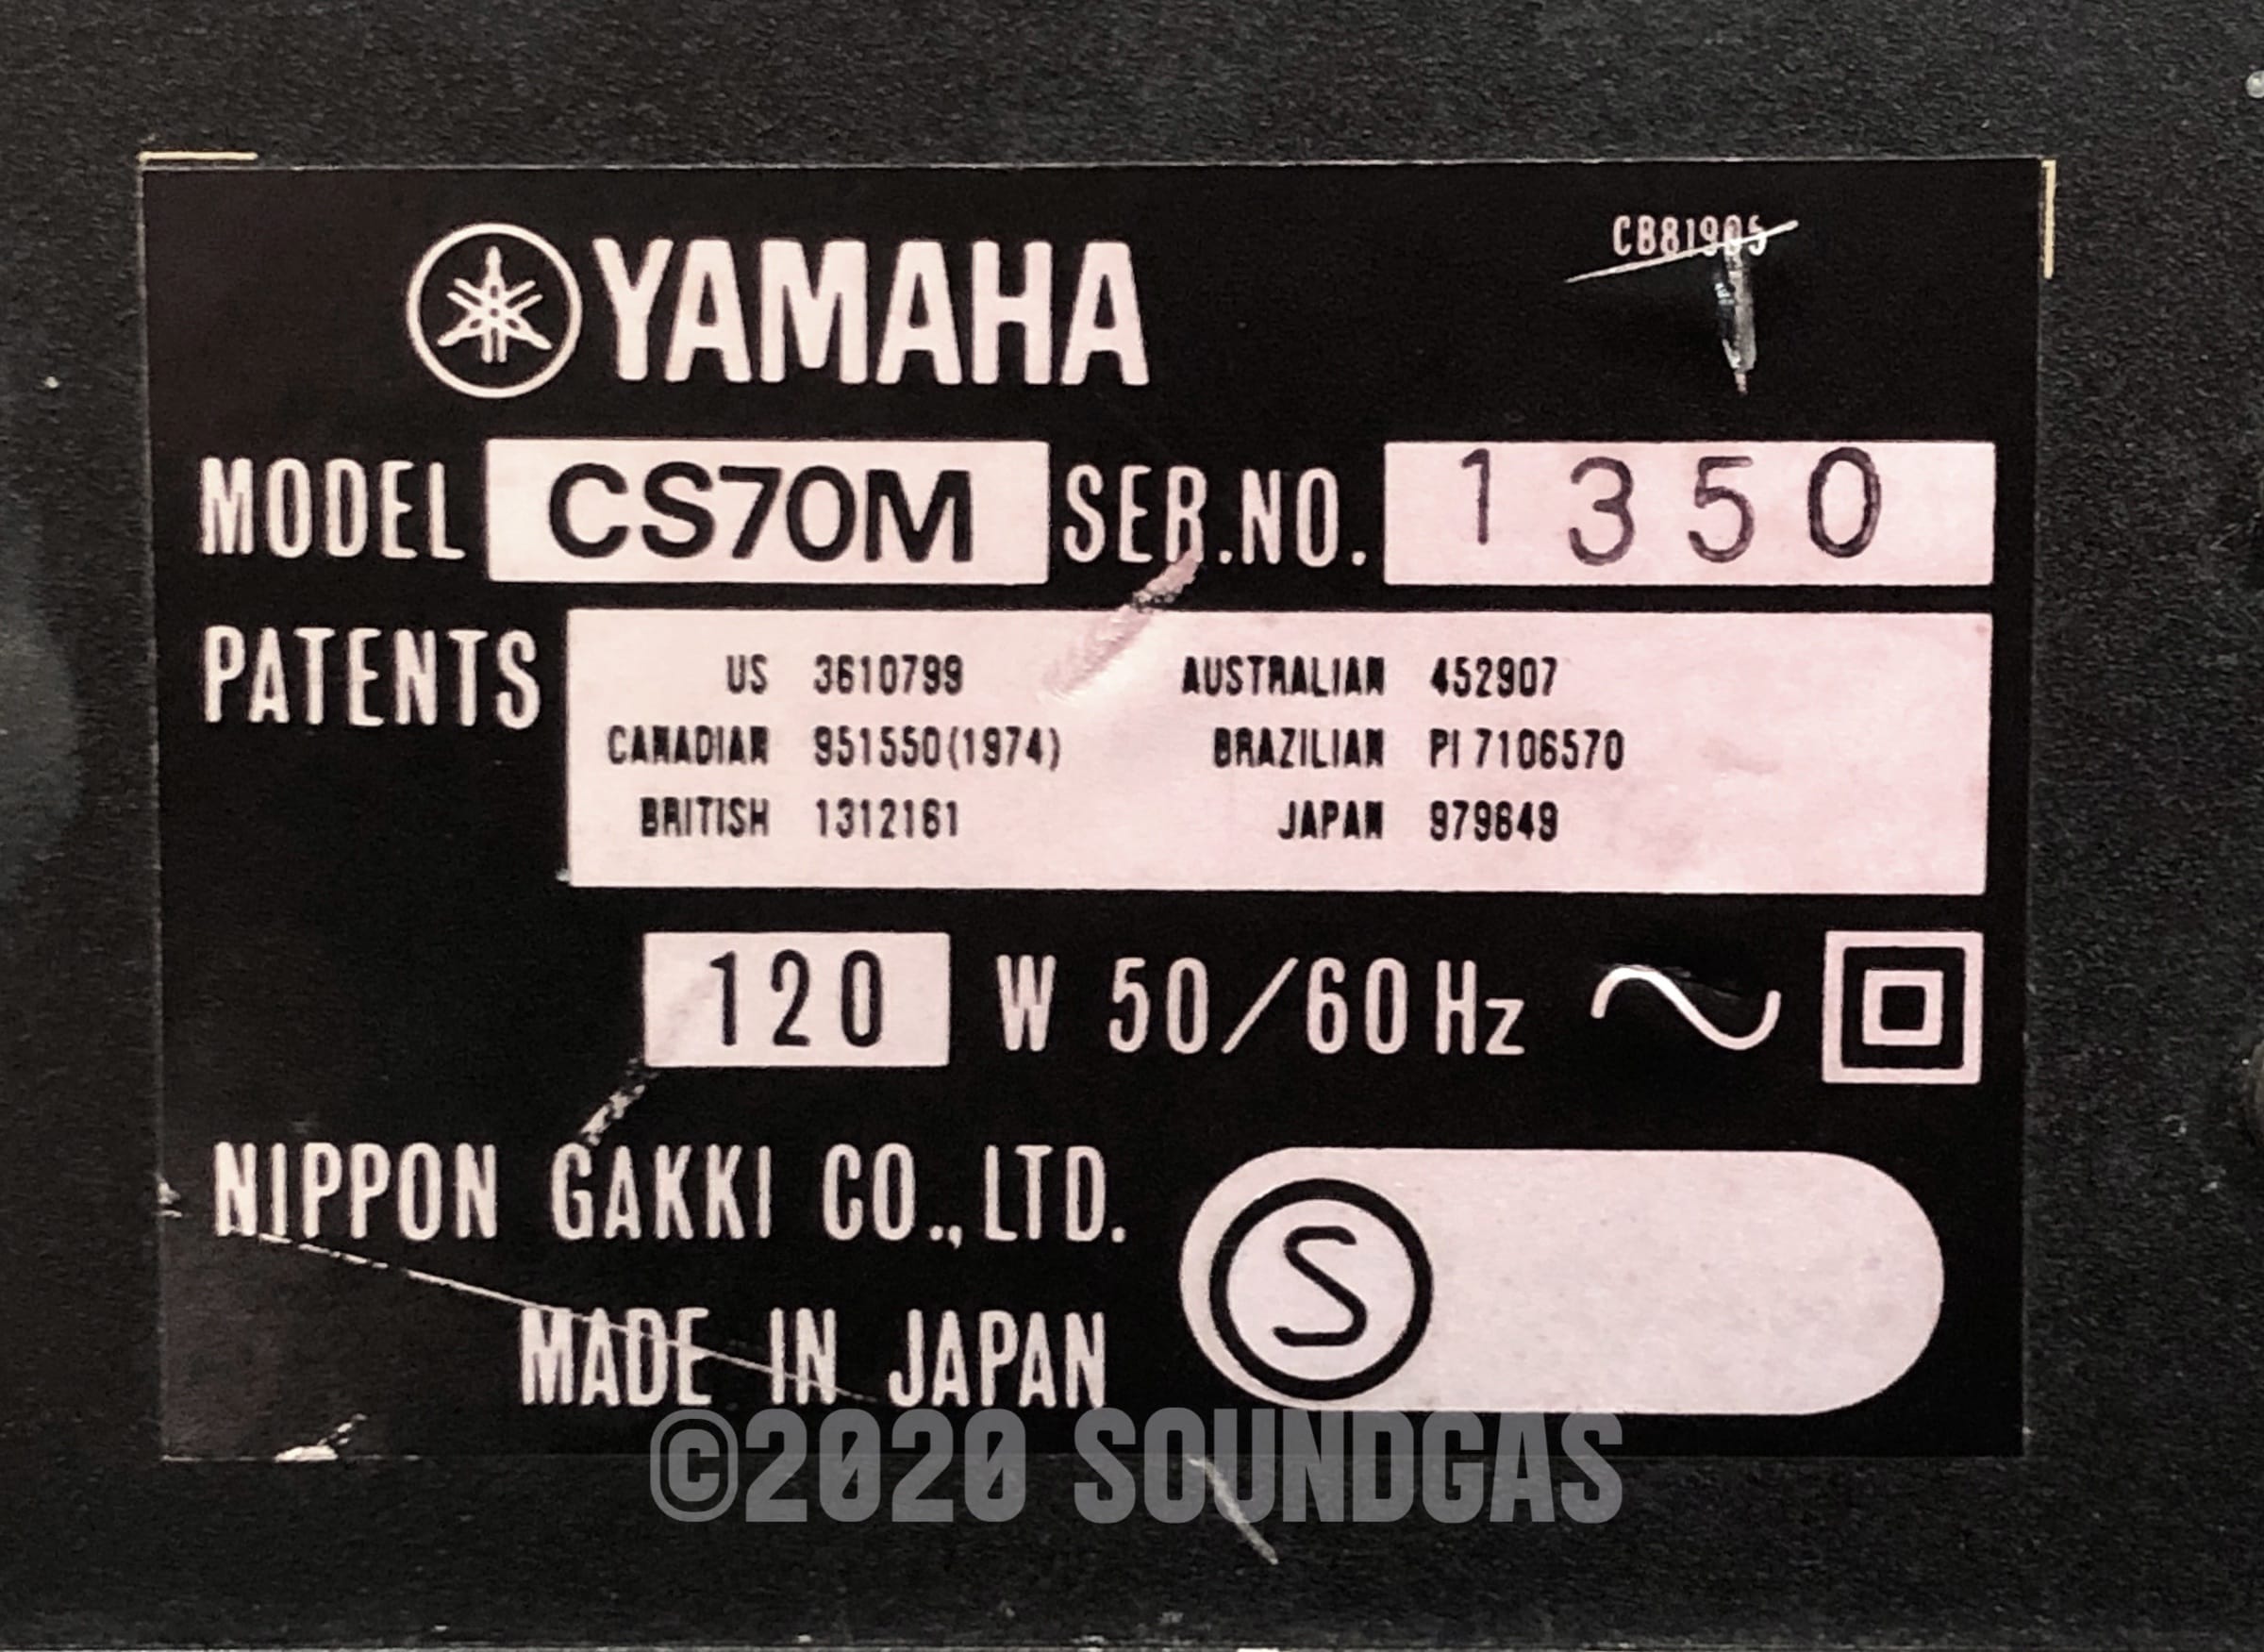 CB81905
YAMAHA
MODEL CS70M SER.NO. 1350
PATENTS
US 3610799 AUSTRALIAN 452907
CANADIAN 951550(1974) BRAZILIAN PI 7106570
BRITISH 1312161 JAPAN 979649
120 W 50/60Hz
NIPPON GAKKI CO., LTD.
S
MADE IN JAPAN
©2020 SOUNDGAS